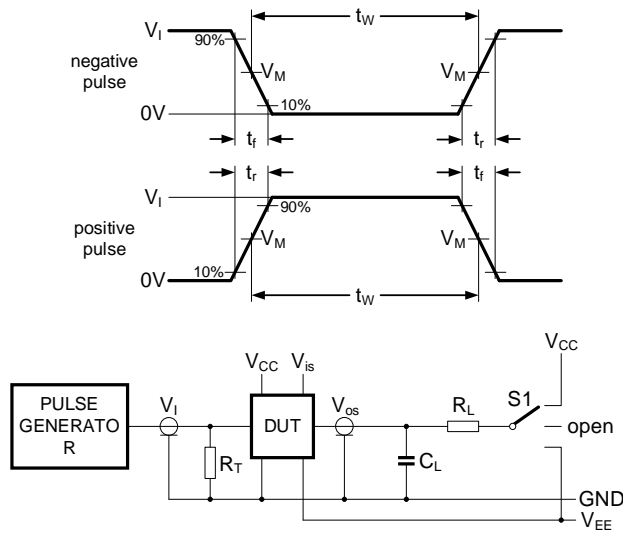 V_I
90%
t_W
negative
pulse
V_M
V_M
10%
0V
t_f
t_r
t_r
t_f
V_I
90%
positive
pulse
V_M
V_M
10%
0V
t_W
V_CC
V_CC
V_is
PULSE
GENERATO
R
V_I
DUT
V_os
R_L
S1
open
R_T
C_L
GND
V_EE